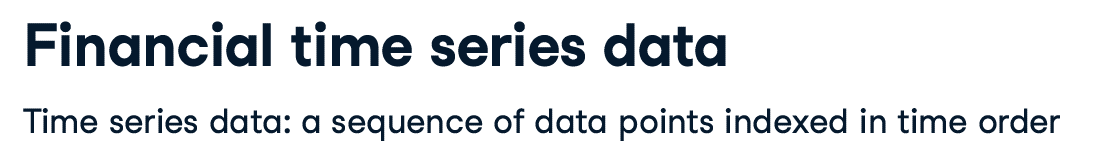 Financial time series data
Time series data: a sequence of data points indexed in time order